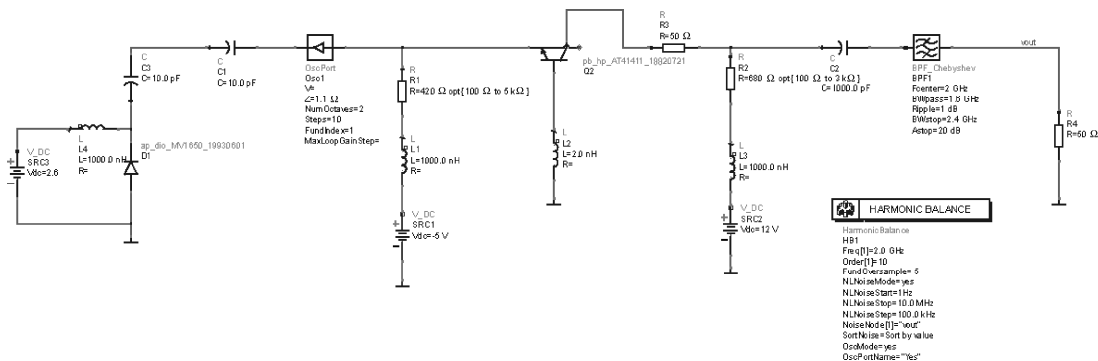 C
C3
C=10.0 pF
C
C1
C=10.0 pF
L
L4
L=1000.0 nH
R=
+
-
V_DC
SRC3
Vdc=2.6
ap_dio_MV1650_19930601
D1
OscPort
Osc1
V=
Z=1.1 Ω
NumOctaves=2
Steps=10
FundIndex=1
MaxLoopGainStep=
R
R1
R=420 Ω opt[100 Ω to 5 kΩ]
L
L1
L=1000.0 nH
R=
+
-
V_DC
SRC1
Vdc=-5 V
pb_hp_AT41411_19920721
Q2
L
L2
L=2.0 nH
R=
R
R3
R=50 Ω
R
R2
R=680 Ω opt[100 Ω to 3 kΩ]
L
L3
L=1000.0 nH
R=
+
-
V_DC
SRC2
Vdc=12 V
C
C2
C=1000.0 pF
BPF_Chebyshev
BPF1
Fcenter=2 GHz
BWpass=1.8 GHz
Ripple=1 dB
BWstop=2.4 GHz
Astop=20 dB
vout
R
R4
R=50 Ω
HARMONIC BALANCE
HarmonicBalance
HB1
Freq[1]=2.0 GHz
Order[1]=10
FundOversample=5
NLNoiseMode=yes
NLNoiseStart=1Hz
NLNoiseStop=10.0 MHz
NLNoiseStep=100.0 kHz
NoiseNode[1]="vout"
SortNoise=Sort by value
OscMode=yes
OscPortName="Yes"